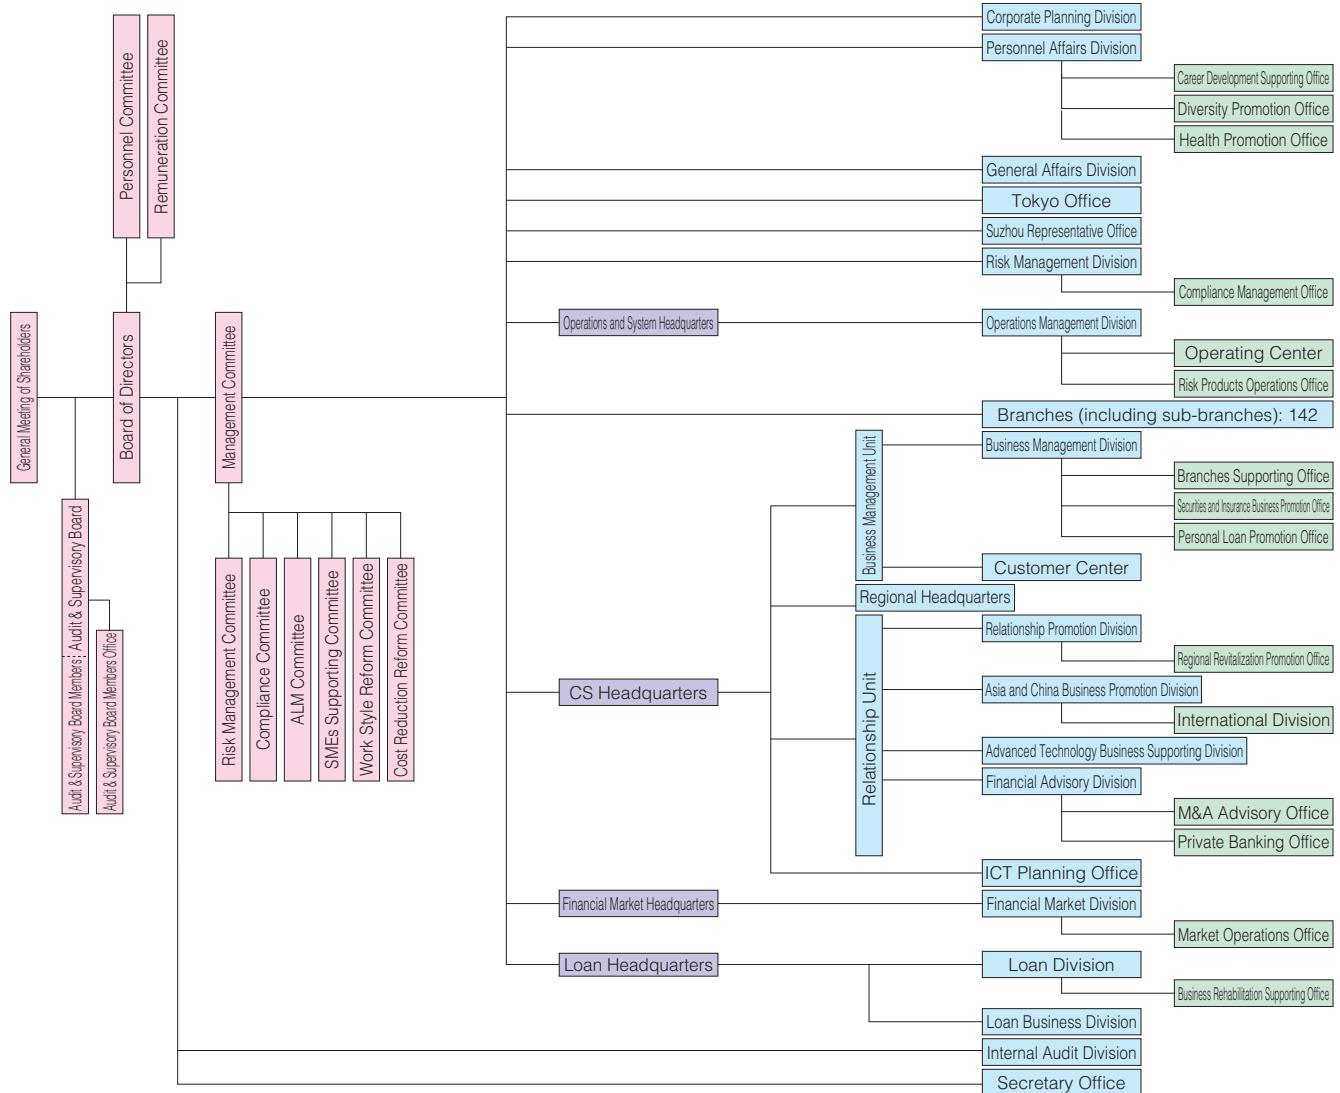 General Meeting of Shareholders
Personnel Committee
Remuneration Committee
Board of Directors
Audit & Supervisory Board Members
Audit & Supervisory Board
Audit & Supervisory Board Members Office
Management Committee
Risk Management Committee
Compliance Committee
ALM Committee
SMEs Supporting Committee
Work Style Reform Committee
Cost Reduction Reform Committee
Corporate Planning Division
Personnel Affairs Division
Career Development Supporting Office
Diversity Promotion Office
Health Promotion Office
General Affairs Division
Tokyo Office
Suzhou Representative Office
Risk Management Division
Compliance Management Office
Operations and System Headquarters
Operations Management Division
Operating Center
Risk Products Operations Office
Branches (including sub-branches): 142
CS Headquarters
Business Management Unit
Business Management Division
Branches Supporting Office
Securities and Insurance Business Promotion Office
Personal Loan Promotion Office
Customer Center
Regional Headquarters
Relationship Unit
Relationship Promotion Division
Regional Revitalization Promotion Office
Asia and China Business Promotion Division
International Division
Advanced Technology Business Supporting Division
Financial Advisory Division
M&A Advisory Office
Private Banking Office
ICT Planning Office
Financial Market Headquarters
Financial Market Division
Market Operations Office
Loan Headquarters
Loan Division
Business Rehabilitation Supporting Office
Loan Business Division
Internal Audit Division
Secretary Office